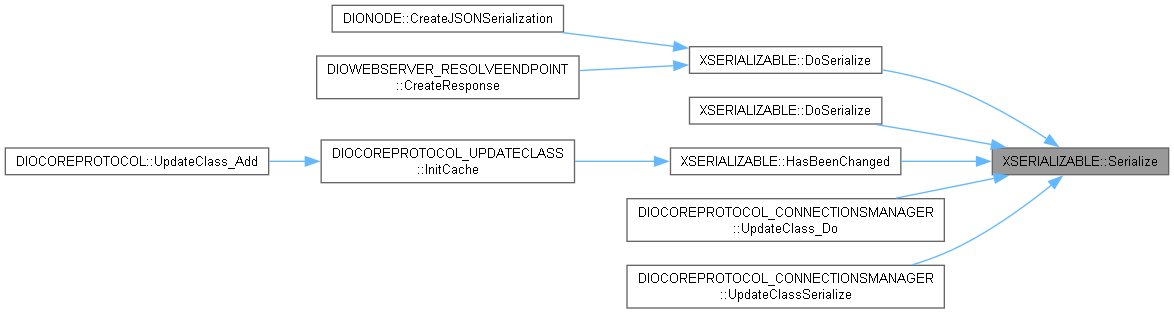 DIONODE::CreateJSONSerialization
DIOWEBSERVER_RESOLVEENDPOINT
::CreateResponse
XSERIALIZABLE::DoSerialize
XSERIALIZABLE::DoSerialize
DIOCOREPROTOCOL::UpdateClass_Add
DIOCOREPROTOCOL_UPDATECLASS
::InitCache
XSERIALIZABLE::HasBeenChanged
XSERIALIZABLE::Serialize
DIOCOREPROTOCOL_CONNECTIONSMANAGER
::UpdateClass_Do
DIOCOREPROTOCOL_CONNECTIONSMANAGER
::UpdateClassSerialize